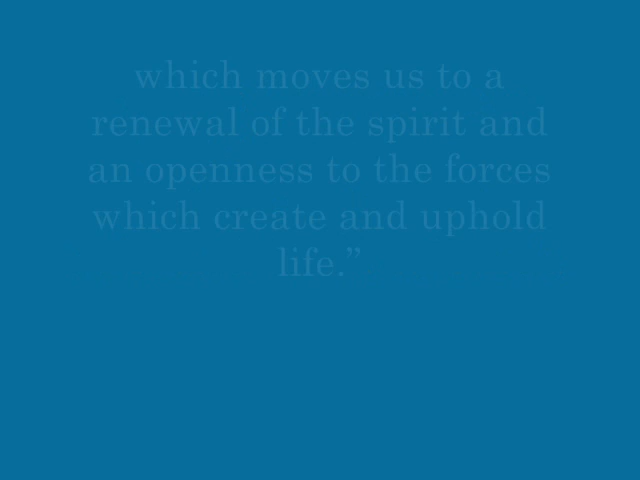 which moves us to a
renewal of the spirit and
an openness to the forces
which create and uphold
life.”